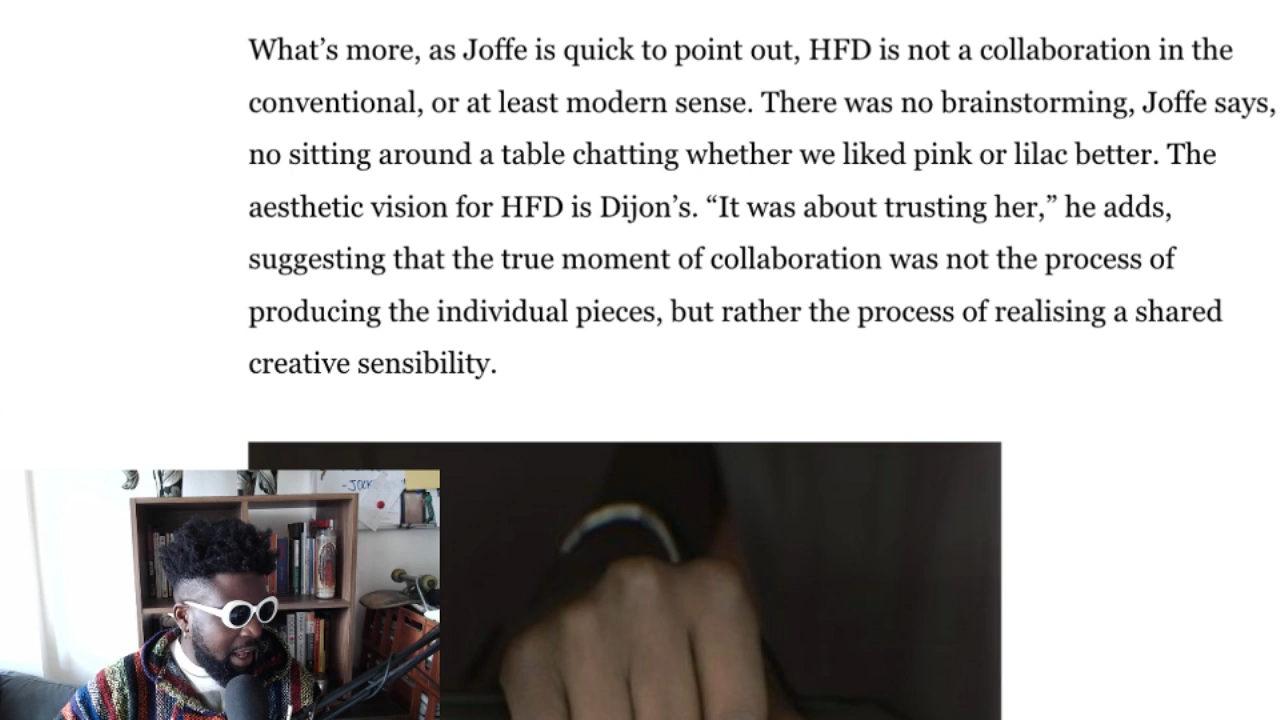 What’s more, as Joffe is quick to point out, HFD is not a collaboration in the
conventional, or at least modern sense. There was no brainstorming, Joffe says,
no sitting around a table chatting whether we liked pink or lilac better. The
aesthetic vision for HFD is Dijon’s. “It was about trusting her,” he adds,
suggesting that the true moment of collaboration was not the process of
producing the individual pieces, but rather the process of realising a shared
creative sensibility.
-JOCK